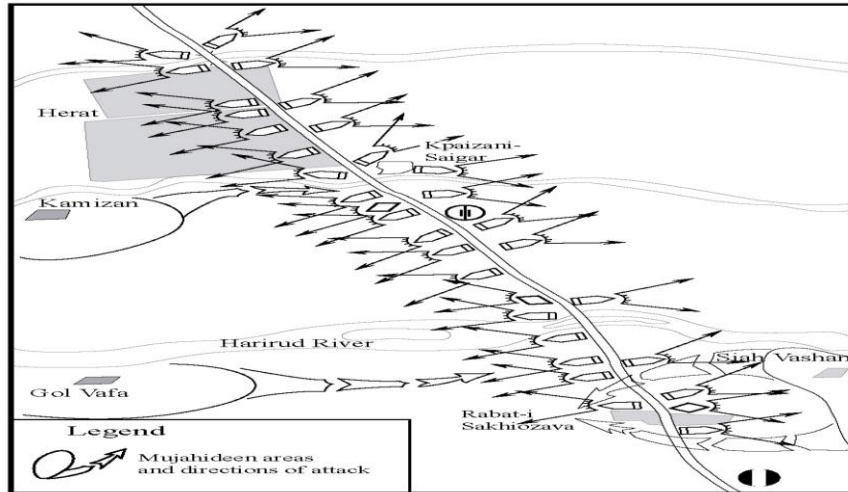 Herat
Kpaizani-
Saigar
Kamizan
Harirud River
Siah Vashan
Gol Vafa
Rabat-i
Sakhiozava
Legend
Mujahideen areas
and directions of attack